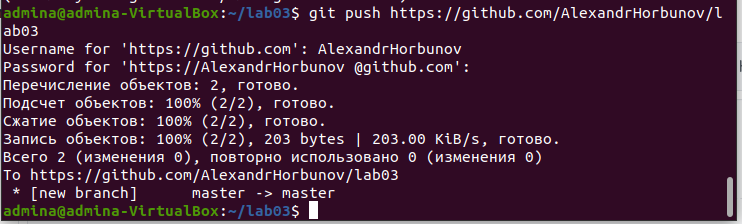 admina@admina-VirtualBox:~/lab03$ git push https://github.com/AlexandrHorbunov/l
ab03
Username for 'https://github.com': AlexandrHorbunov
Password for 'https://AlexandrHorbunov @github.com':
Перечисление объектов: 2, готово.
Подсчет объектов: 100% (2/2), готово.
Сжатие объектов: 100% (2/2), готово.
Запись объектов: 100% (2/2), 203 bytes | 203.00 KiB/s, готово.
Всего 2 (изменения 0), повторно использовано 0 (изменения 0)
To https://github.com/AlexandrHorbunov/lab03
 * [new branch]      master -> master
admina@admina-VirtualBox:~/lab03$